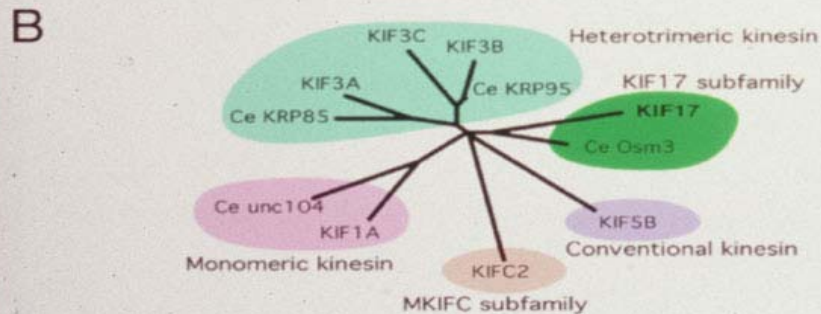 B
KIF3C
KIF3B
Heterotrimeric kinesin
KIF3A
Ce KRP95
KIF17 subfamily
Ce KRP85
KIF17
Ce Osm3
Ce unc104
KIF1A
KIF5B
Monomeric kinesin
KIFC2
Conventional kinesin
MKIFC subfamily